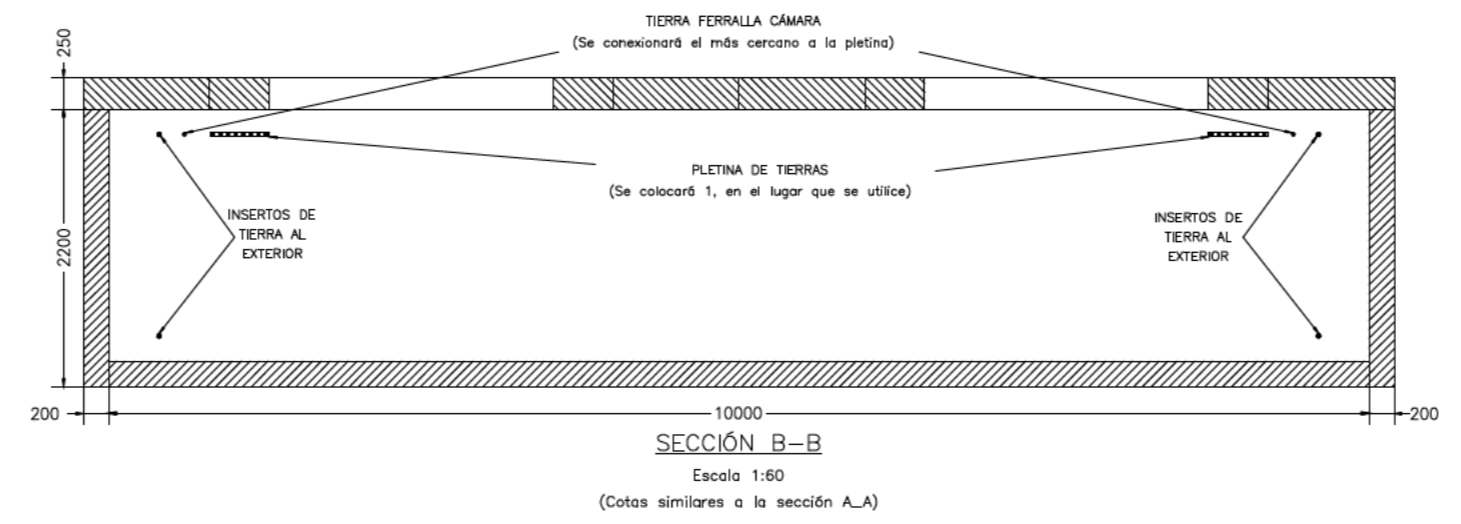 TIERRA FERRALLA CÁMARA
(Se conexionará el más cercano a la pletina)
250
PLETINA DE TIERRAS
(Se colocará 1, en el lugar que se utilice)
INSERTOS DE
TIERRA AL
EXTERIOR
INSERTOS DE
TIERRA AL
EXTERIOR
2200
200
10000
200
SECCIÓN B-B
Escala 1:60
(Cotas similares a la sección A_A)